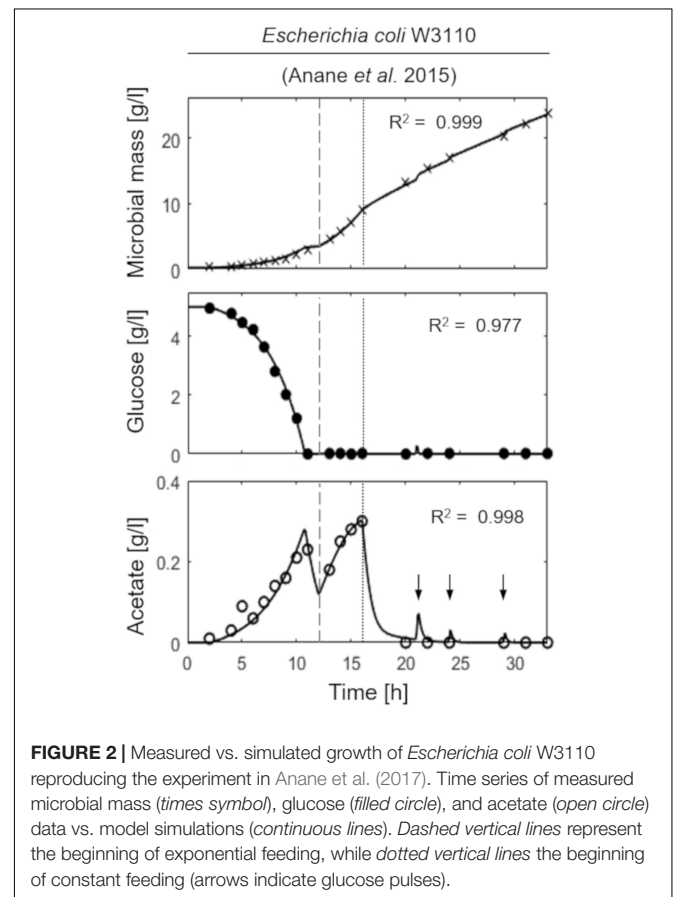 Escherichia coli W3110
(Anane et al. 2015)
Microbial mass [g/l]
20
10
0
R² = 0.999
Glucose [g/l]
4
2
0
R² = 0.977
Acetate [g/l]
0.4
0.2
0
R² = 0.998
0 5 10 15 20 25 30
Time [h]
FIGURE 2 | Measured vs. simulated growth of Escherichia coli W3110
reproducing the experiment in Anane et al. (2017). Time series of measured
microbial mass (times symbol), glucose (filled circle), and acetate (open circle)
data vs. model simulations (continuous lines). Dashed vertical lines represent
the beginning of exponential feeding, while dotted vertical lines the beginning
of constant feeding (arrows indicate glucose pulses).